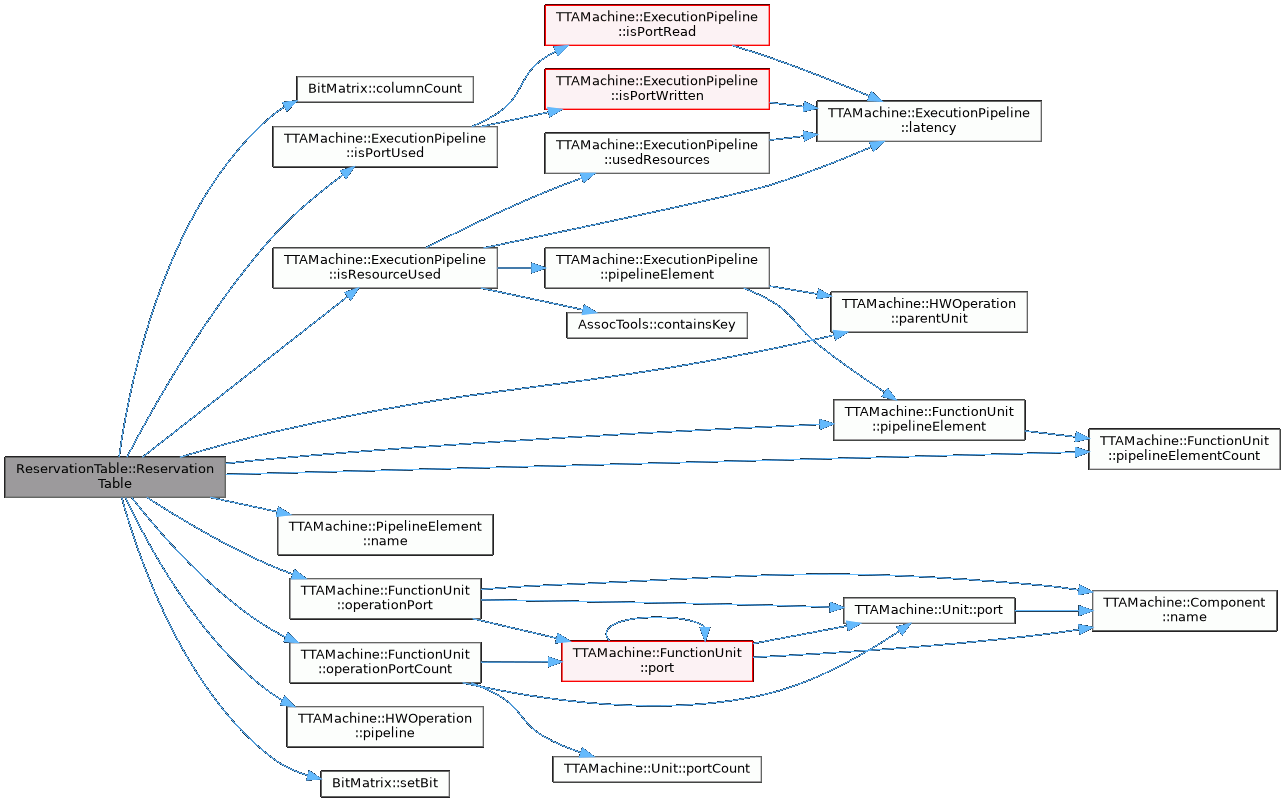 TTAMachine::ExecutionPipeline
::isPortRead
BitMatrix::columnCount
TTAMachine::ExecutionPipeline
::isPortWritten
TTAMachine::ExecutionPipeline
::latency
TTAMachine::ExecutionPipeline
::isPortUsed
TTAMachine::ExecutionPipeline
::usedResources
TTAMachine::ExecutionPipeline
::isResourceUsed
TTAMachine::ExecutionPipeline
::pipelineElement
TTAMachine::HWOperation
::parentUnit
AssocTools::containsKey
TTAMachine::FunctionUnit
::pipelineElement
TTAMachine::FunctionUnit
::pipelineElementCount
ReservationTable::Reservation
Table
TTAMachine::PipelineElement
::name
TTAMachine::FunctionUnit
::operationPort
TTAMachine::Unit::port
TTAMachine::Component
::name
TTAMachine::FunctionUnit
::operationPortCount
TTAMachine::FunctionUnit
::port
TTAMachine::HWOperation
::pipeline
TTAMachine::Unit::portCount
BitMatrix::setBit